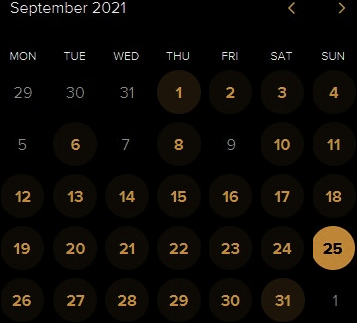 September 2021
MON TUE WED THU FRI SAT SUN
29 30 31 1 2 3 4
5 6 7 8 9 10 11
12 13 14 15 16 17 18
19 20 21 22 23 24 25
26 27 28 29 30 31 1